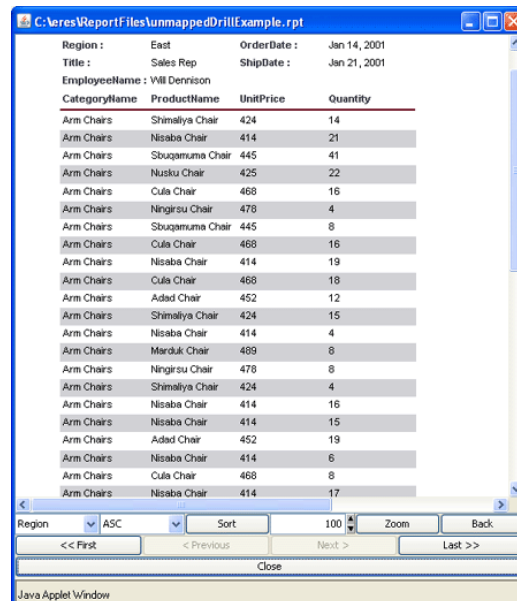 C:\eres\ReportFiles\unmappedDrillExample.rpt
Region : East OrderDate : Jan 14, 2001
Title : Sales Rep ShipDate : Jan 21, 2001
EmployeeName : Will Dennison
CategoryName ProductName UnitPrice Quantity
Arm Chairs Shimaliya Chair 424 14
Arm Chairs Nisaba Chair 414 21
Arm Chairs Sbuqamuma Chair 445 41
Arm Chairs Nusku Chair 425 22
Arm Chairs Cula Chair 468 16
Arm Chairs Ningirsu Chair 478 4
Arm Chairs Sbuqamuma Chair 445 8
Arm Chairs Cula Chair 468 16
Arm Chairs Nisaba Chair 414 19
Arm Chairs Cula Chair 468 18
Arm Chairs Adad Chair 452 12
Arm Chairs Shimaliya Chair 424 15
Arm Chairs Nisaba Chair 414 4
Arm Chairs Marduk Chair 489 8
Arm Chairs Ningirsu Chair 478 8
Arm Chairs Shimaliya Chair 424 4
Arm Chairs Nisaba Chair 414 16
Arm Chairs Nisaba Chair 414 15
Arm Chairs Adad Chair 452 19
Arm Chairs Nisaba Chair 414 6
Arm Chairs Cula Chair 468 8
Arm Chairs Nisaba Chair 414 17
Region ASC Sort 100 Zoom Back
<< First < Previous Next > Last >>
Close
Java Applet Window